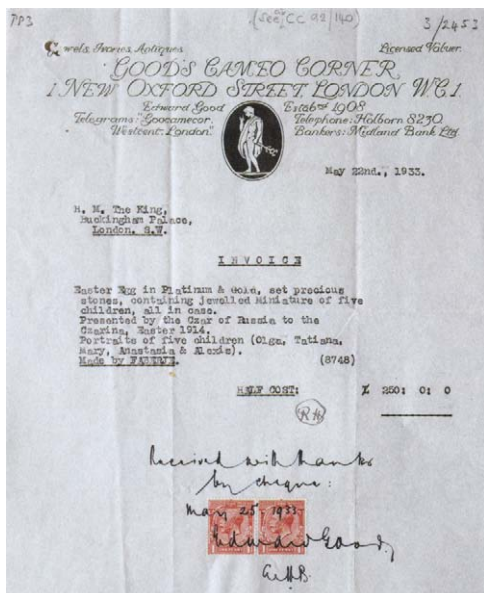 PP3
(see CC 92/140)
3/2453
Jewels, Ivories, Antiques
Licensed Valuer.
GOOD'S CAMEO CORNER
1 NEW OXFORD STREET, LONDON W.C.1.
Edward Good
Estabd 1908
Telegrams: "Goocamecor,
Telephone: Holborn 8230
Westcent: London"
Bankers: Midland Bank Ltd.
May 22nd., 1933.
H. M. The King,
Buckingham Palace,
London. S.W.
INVOICE
Easter Egg in Platinum & Gold, set precious
stones, containing jewelled Miniature of five
children, all in case.
Presented by the Czar of Russia to the
Czarina, Easter 1914.
Portraits of five children (Olga, Tatiana,
Mary, Anastasia & Alexis).
Made by FABERJE.
(8748)
HALF COST:
250: 0: 0
Received with thanks
by cheque:
May 25, 1933
Edward Good,